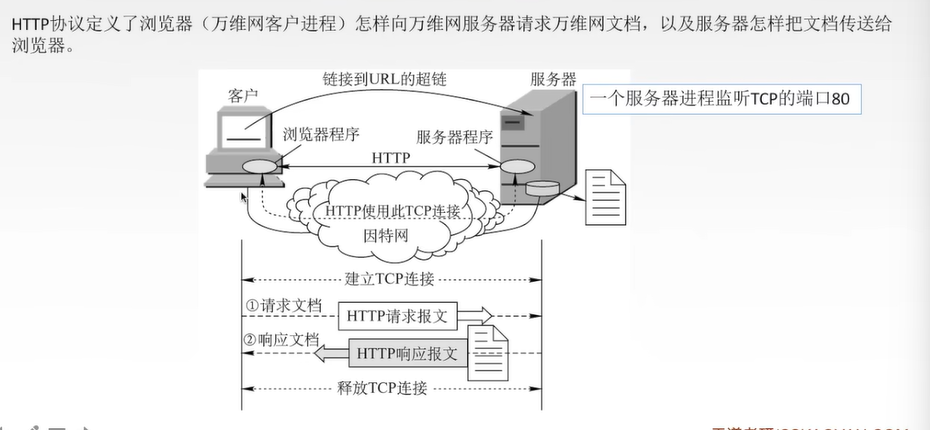 HTTP协议定义了浏览器（万维网客户进程）怎样向万维网服务器请求万维网文档，以及服务器怎样把文档传送给
浏览器。
链接到URL的超链
服务器
客户
一个服务器进程监听TCP的端口80
浏览器程序
服务器程序
HTTP
HTTP使用此TCP连接
因特网
建立TCP连接
①请求文档
HTTP请求报文
②响应文档
HTTP响应报文
释放TCP连接